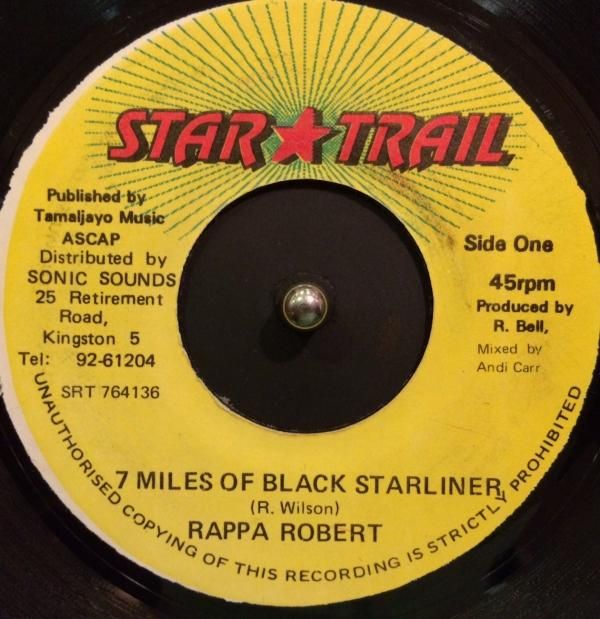 STAR★TRAIL
Published by
Tamaljayo Music
ASCAP
Distributed by
SONIC SOUNDS
25 Retirement
Road,
Kingston 5
Tel: 92-61204
SRT 764136
Side One
45rpm
Produced by
R. Bell,
Mixed by
Andi Carr
7 MILES OF BLACK STARLINER
(R. Wilson)
RAPPA ROBERT
UNAUTHORISED COPYING OF THIS RECORDING IS STRICTLY PROHIBITED